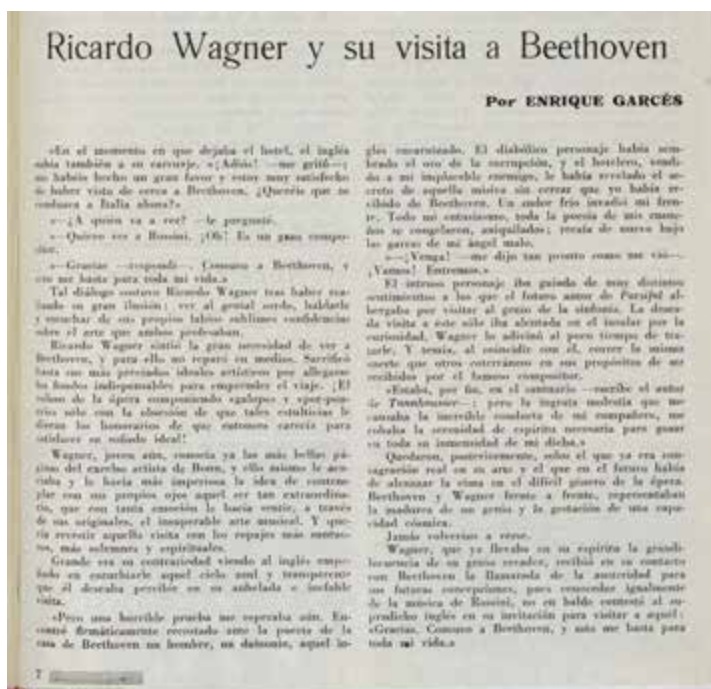 Ricardo Wagner y su visita a Beethoven
Por ENRIQUE GARCÉS
«En el momento en que dejaba el hotel, el inglés
subía también a su carruaje. «¡Adiós! —me gritó—;
me habéis hecho un gran favor y estoy muy satisfecho
de haber visto de cerca a Beethoven. ¿Queréis que os
conduzca a Italia ahora?»
»—¿A quién va a ver? —le pregunté.
»—Quiero ver a Rossini. ¡Oh! Es un gran compo-
sitor.
»—Gracias —respondí—. Conozco a Beethoven, y
eso me basta para toda mi vida.»
Tal diálogo sostuvo Ricardo Wagner tras haber rea-
lizado su gran ilusión: ver al genial sordo, hablarle
y escuchar de sus propios labios sublimes confidencias
sobre el arte que ambos profesaban.
Ricardo Wagner sintió la gran necesidad de ver a
Beethoven, y para ello no reparó en medios. Sacrificó
hasta sus más preciados ideales artísticos por allegarse
los fondos indispensables para emprender el viaje. ¡El
coloso de la ópera componiendo «galops» y «pot-pou-
rris» sólo con la obsesión de que tales estulticias le
dieran los honorarios de que entonces carecía para
satisfacer su soñado ideal!
Wagner, joven aún, conocía ya las más bellas pá-
ginas del excelso artista de Bonn, y ello mismo le acu-
ciaba y le hacía más imperiosa la idea de contem-
plar con sus propios ojos aquel ser tan extraordina-
rio, que con tanta emoción le hacía sentir, a través
de sus originales, el insuperable arte musical. Y que-
ría revestir aquella visita con los ropajes más suntuo-
sos, más solemnes y espirituales.
Grande era su contrariedad viendo al inglés empe-
ñado en enturbiarle aquel cielo azul y transparente
que él deseaba percibir en su anhelada e inefable
visita.
«Pero una horrible prueba me esperaba aún. En-
contré flemáticamente recostado ante la puerta de la
casa de Beethoven un hombre, un daimonio, aquel in-
glés encarnizado. El diabólico personaje había sem-
brado el oro de la corrupción, y el hotelero, vendi-
do a mi implacable enemigo, le había revelado el se-
creto de aquella misiva sin cerrar que yo había re-
cibido de Beethoven. Un sudor frío invadió mi fren-
te. Todo mi entusiasmo, toda la poesía de mis ensue-
ños se congelaron, aniquilados; recaía de nuevo bajo
las garras de mi ángel malo.
»—¡Venga! —me dijo tan pronto como me vió—.
¡Vamos! Entremos.»
El intruso personaje iba guiado de muy distintos
sentimientos a los que el futuro autor de Parsifal al-
bergaba por visitar al genio de la sinfonía. La desea-
da visita a éste sólo iba alentada en el insular por la
curiosidad. Wagner lo adivinó al poco tiempo de tra-
tarle. Y temía, al coincidir con él, correr la misma
suerte que otros coterráneos en sus propósitos de ser
recibidos por el famoso compositor.
«Estaba, por fin, en el santuario —escribe el autor
de Tannhauser—; pero la ingrata molestia que me
causaba la increíble conducta de mi compañero, me
robaba la serenidad de espíritu necesaria para gozar
en toda su inmensidad de mi dicha.»
Quedaron, posteriormente, solos el que ya era con-
sagración real en su arte y el que en el futuro había
de alcanzar la cima en el difícil género de la ópera.
Beethoven y Wagner frente a frente, representaban
la madurez de un genio y la gestación de una capa-
cidad cósmica.
Jamás volverían a verse.
Wagner, que ya llevaba en su espíritu la grandi-
locuencia de su genio creador, recibió en su contacto
con Beethoven la llamarada de la austeridad para
sus futuras concepciones, pues conocedor igualmente
de la música de Rossini, no en balde contestó al su-
predicho inglés en su invitación para visitar a aquel:
«Gracias. Conozco a Beethoven, y esto me basta para
toda mi vida.»
7